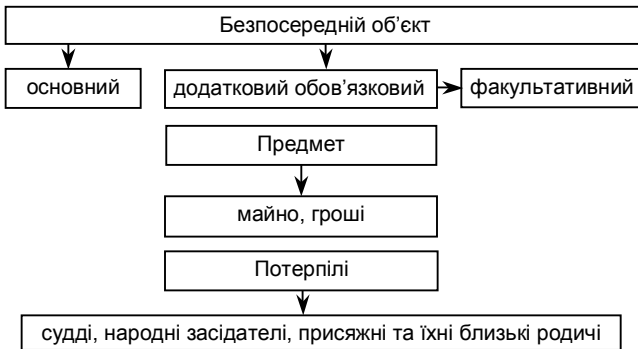 Безпосередній об’єкт
основний
додатковий обов’язковий
факультативний
Предмет
майно, гроші
Потерпілі
судді, народні засідателі, присяжні та їхні близькі родичі